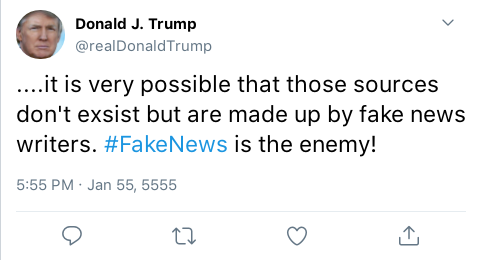 Donald J. Trump
@realDonaldTrump
....it is very possible that those sources
don't exsist but are made up by fake news
writers. #FakeNews is the enemy!
5:55 PM · Jan 55, 5555